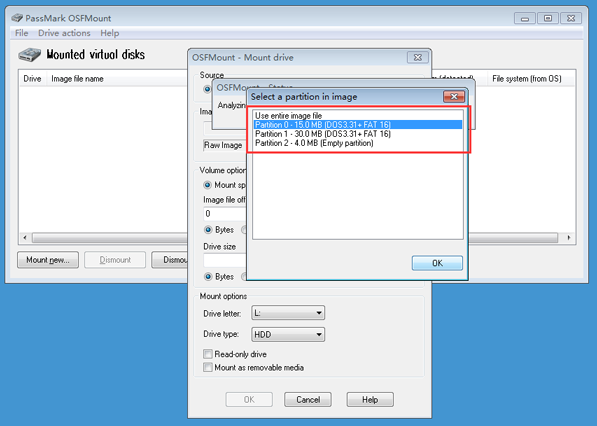 PassMark OSFMount
File Drive actions Help
Mounted virtual disks
Drive Image file name
(detected) File system (from OS)
Mount new... Dismount
OSFMount - Mount drive
Source
OSFMount - Status
Analyzing
Select a partition in image
Use entire image file
Partition 0 - 15.0 MB (DOS3.31+ FAT 16)
Partition 1 - 30.0 MB (DOS3.31+ FAT 16)
Partition 2 - 4.0 MB (Empty partition)
OK
Raw Image
Volume option
Mount sp
Image file off
0
Bytes
Drive size
Bytes
Mount options
Drive letter: L:
Drive type: HDD
Read-only drive
Mount as removable media
OK Cancel Help